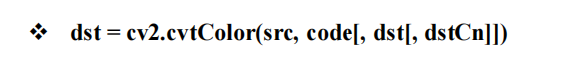 ❖ dst = cv2.cvtColor(src, code[, dst[, dstCn]])